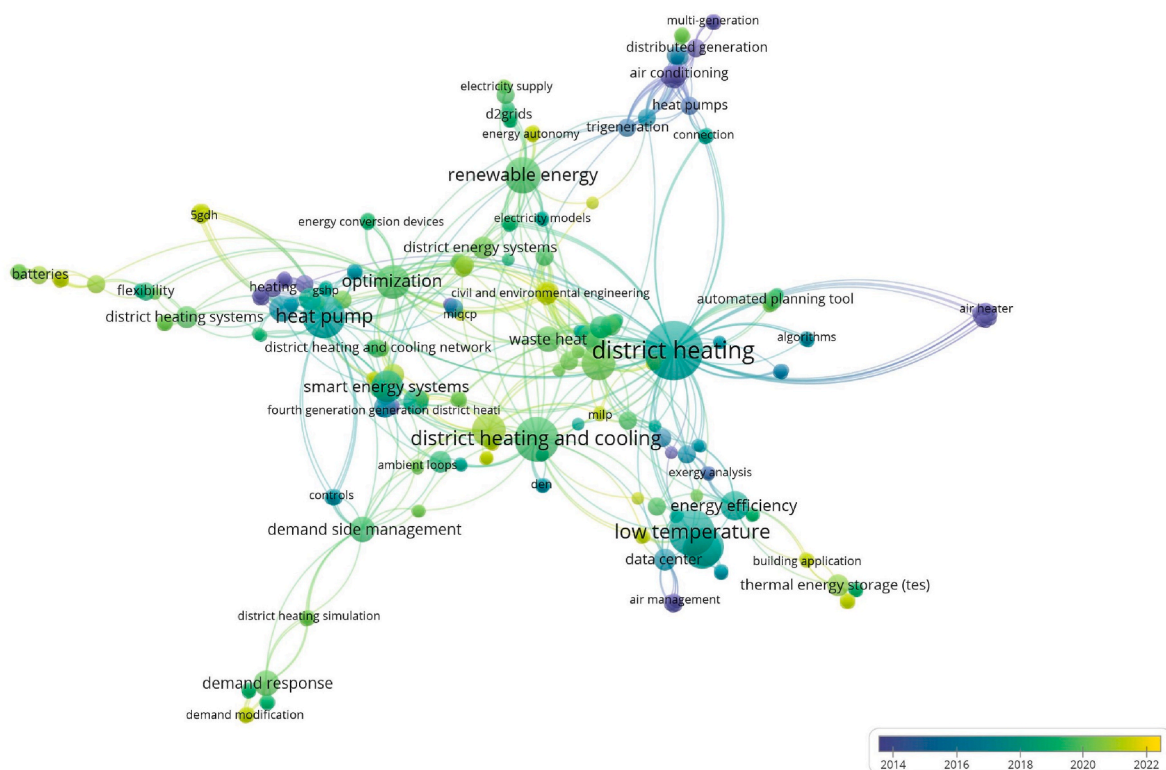 multi-generation
distributed generation
air conditioning
electricity supply
heat pumps
d2grids
energy autonomy
trigeneration
connection
renewable energy
5gdh
energy conversion devices
electricity models
district energy systems
batteries
heating
optimization
flexibility
gshp
civil and environmental engineering
automated planning tool
air heater
district heating systems
heat pump
miqcp
waste heat
algorithms
district heating and cooling network
district heating
smart energy systems
fourth generation generation district heati
milp
district heating and cooling
ambient loops
exergy analysis
controls
den
energy efficiency
demand side management
low temperature
data center
building application
thermal energy storage (tes)
air management
district heating simulation
demand response
demand modification
2014 2016 2018 2020 2022